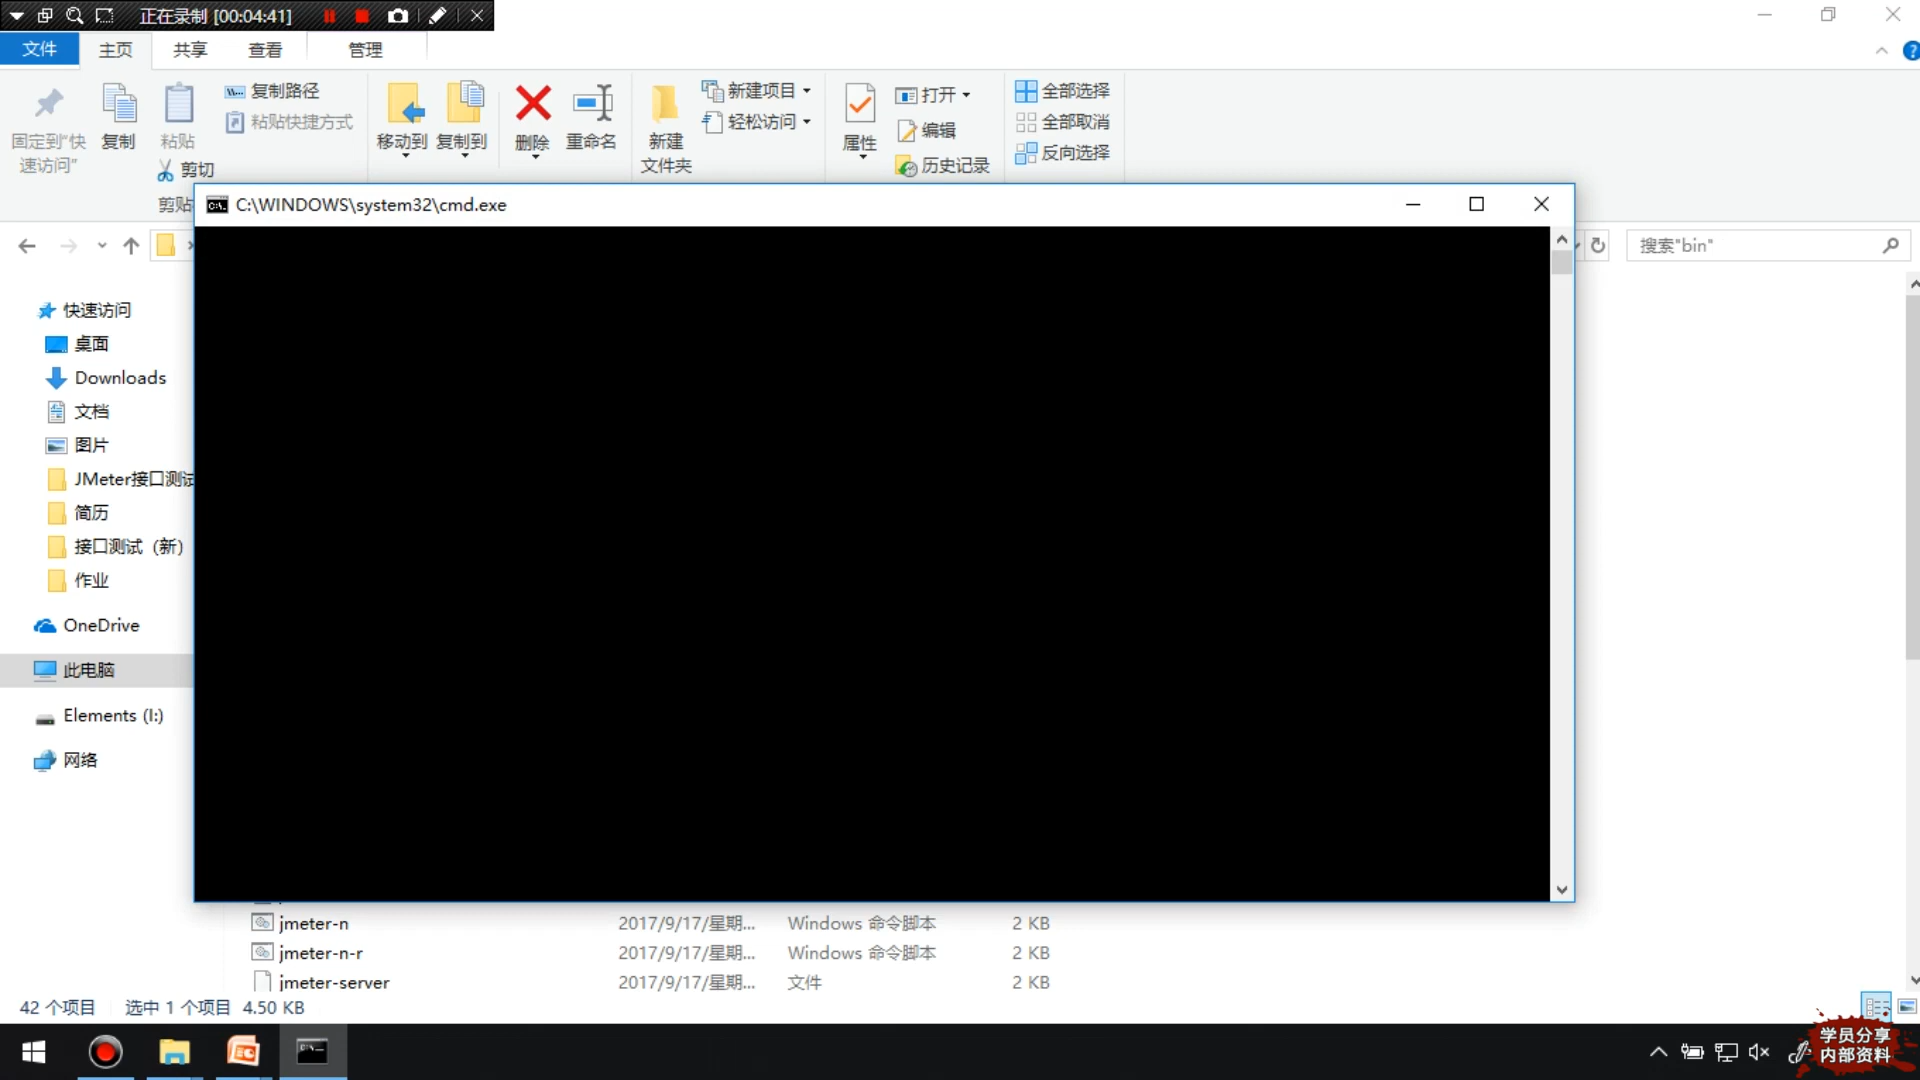 正在录制 [00:04:41]
文件 主页 共享 查看 管理
固定到"快速访问"
复制
粘贴
复制路径
粘贴快捷方式
剪切
移动到
复制到
删除
重命名
新建文件夹
新建项目
轻松访问
属性
打开
编辑
历史记录
全部选择
全部取消
反向选择
剪贴
C:\WINDOWS\system32\cmd.exe
搜索"bin"
快速访问
桌面
Downloads
文档
图片
JMeter接口测试
简历
接口测试（新）
作业
OneDrive
此电脑
Elements (I:)
网络
jmeter-n 2017/9/17/星期... Windows 命令脚本 2 KB
jmeter-n-r 2017/9/17/星期... Windows 命令脚本 2 KB
jmeter-server 2017/9/17/星期... 文件 2 KB
42 个项目 选中 1 个项目 4.50 KB
学员分享
内部资料